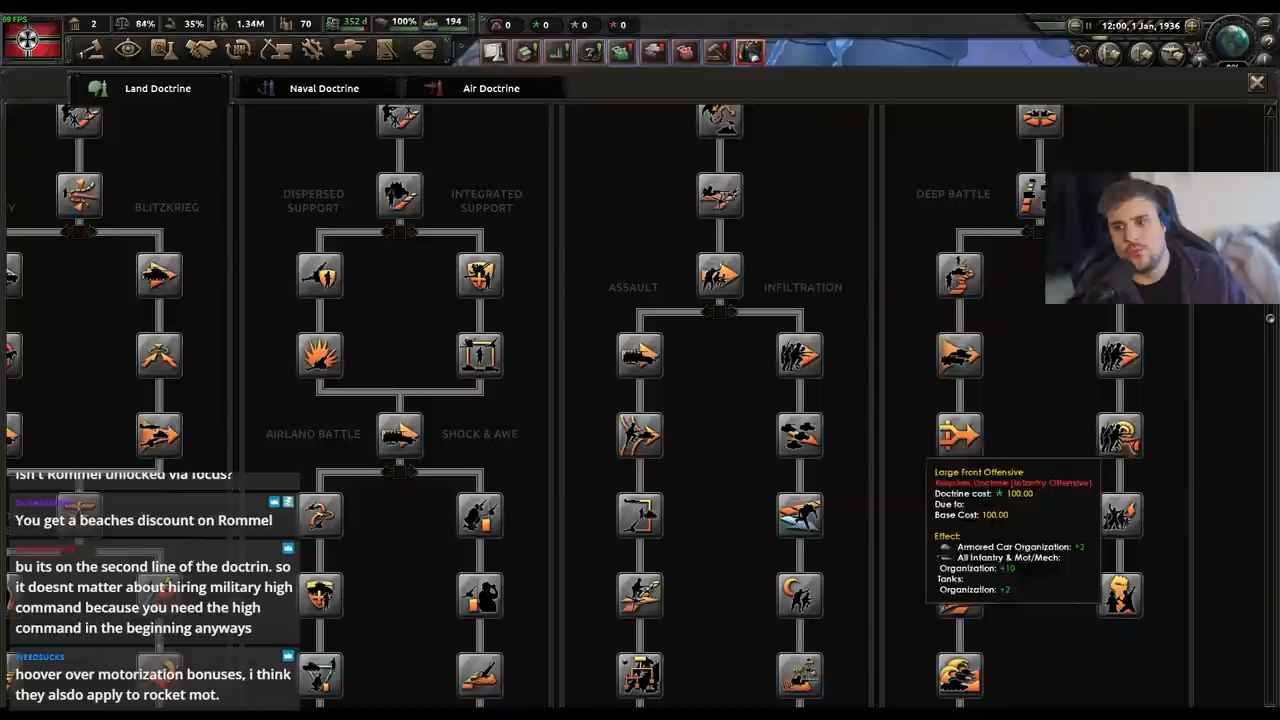 69 FPS
2
84%
35%
1.34M
70
352 d
100%
194
0
0
0
0
12:00, 1 Jan, 1936
Land Doctrine
Naval Doctrine
Air Doctrine
BLITZKRIEG
DISPERSED
SUPPORT
INTEGRATED
SUPPORT
DEEP BATTLE
ASSAULT
INFILTRATION
AIRLAND BATTLE
SHOCK & AWE
Large Front Offensive
Doctrine cost: 100.00
Due to:
Base Cost: 100.00
Effect:
Armored Car Organization: +2
All Infantry & Mot/Mech:
Organization: +10
Tanks:
Organization: +2
isn't Rommel unlocked via focus?
You get a beaches discount on Rommel
bu its on the second line of the doctrin. so
it doesnt matter about hiring military high
command because you need the high
command in the beginning anyways
WEEDSUCKS
hoover over motorization bonuses, i think
they alsdo apply to rocket mot.